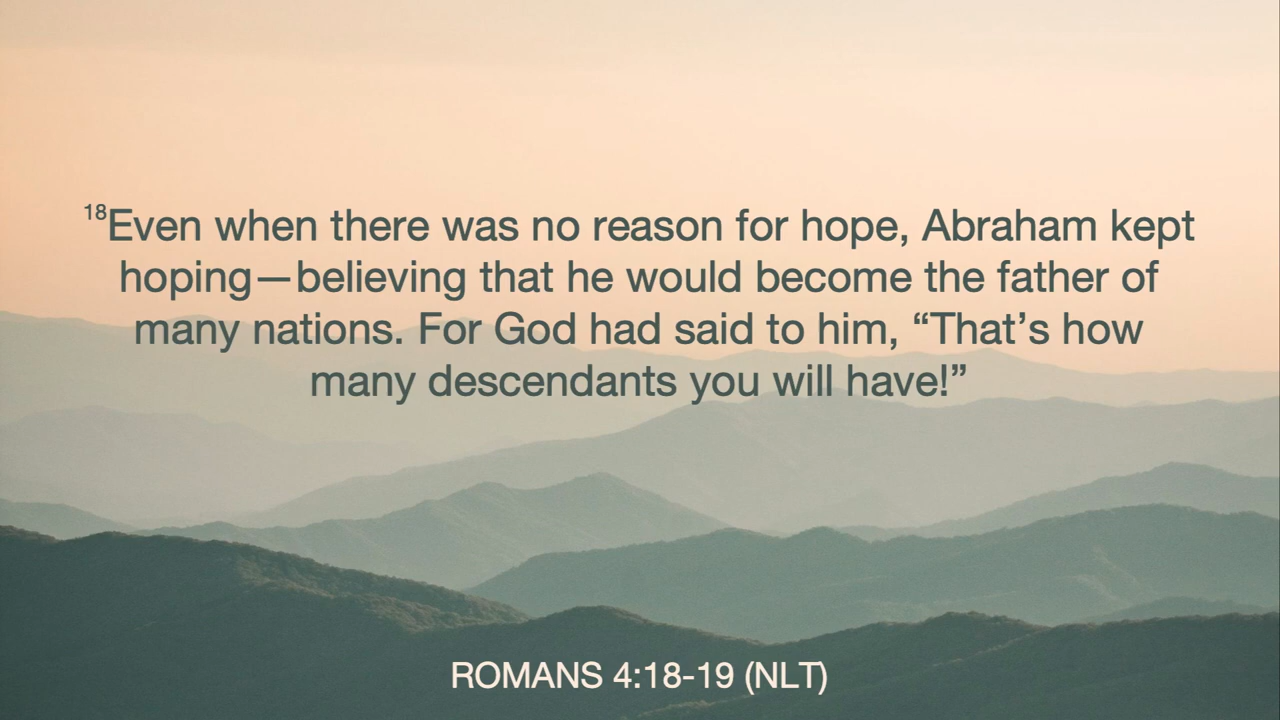 18Even when there was no reason for hope, Abraham kept
hoping—believing that he would become the father of
many nations. For God had said to him, “That’s how
many descendants you will have!”
ROMANS 4:18-19 (NLT)